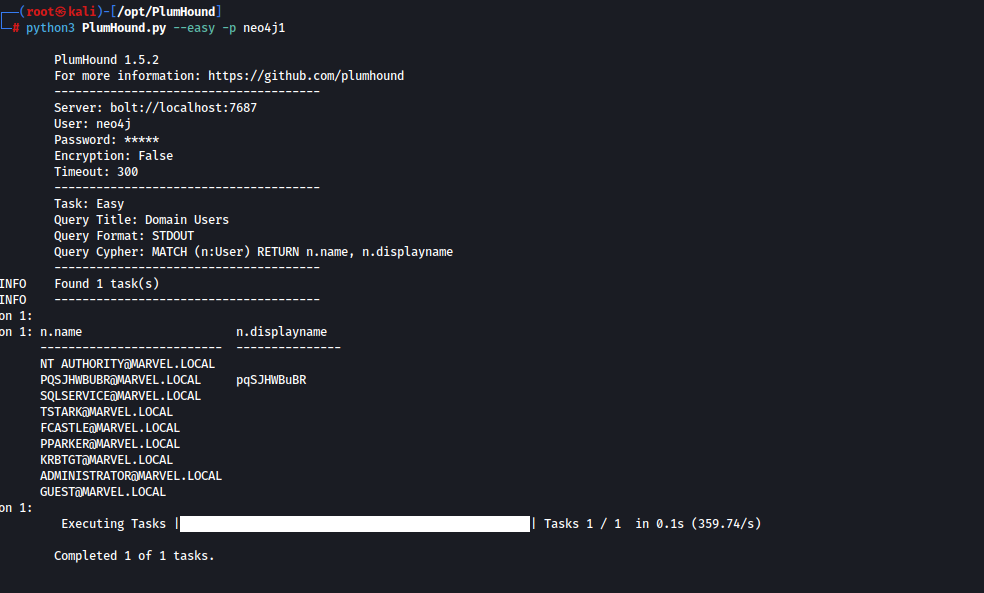 ┌──(root㉿kali)-[/opt/PlumHound]
└─# python3 PlumHound.py --easy -p neo4j1
PlumHound 1.5.2
For more information: https://github.com/plumhound
--------------------------------------
Server: bolt://localhost:7687
User: neo4j
Password: *****
Encryption: False
Timeout: 300
--------------------------------------
Task: Easy
Query Title: Domain Users
Query Format: STDOUT
Query Cypher: MATCH (n:User) RETURN n.name, n.displayname
--------------------------------------
INFO    Found 1 task(s)
INFO    --------------------------------------
on 1:
on 1: n.name                      n.displayname
--------------------------  ---------------
NT AUTHORITY@MARVEL.LOCAL
PQSJHWBUBR@MARVEL.LOCAL     pqSJHWBuBR
SQLSERVICE@MARVEL.LOCAL
TSTARK@MARVEL.LOCAL
FCASTLE@MARVEL.LOCAL
PPARKER@MARVEL.LOCAL
KRBTGT@MARVEL.LOCAL
ADMINISTRATOR@MARVEL.LOCAL
GUEST@MARVEL.LOCAL
on 1:
Executing Tasks |██████████████████████████████████████████████████| Tasks 1 / 1  in 0.1s (359.74/s)
Completed 1 of 1 tasks.